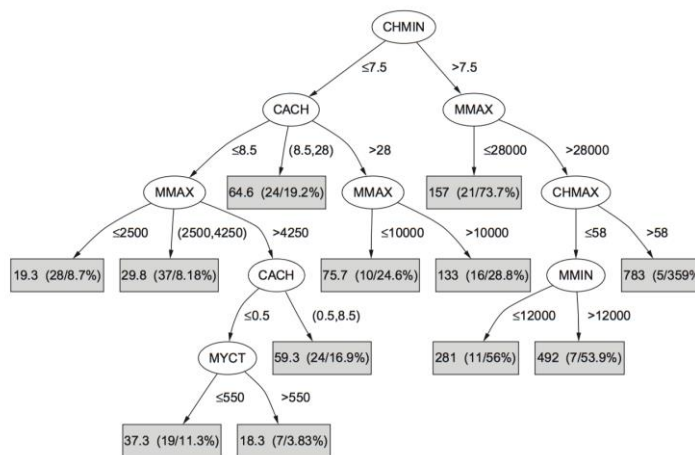 CHMIN
≤7.5 >7.5
CACH MMAX
≤8.5 (8.5,28) >28 ≤28000 >28000
MMAX 64.6 (24/19.2%) MMAX 157 (21/73.7%) CHMAX
≤2500 (2500,4250) >4250 ≤10000 >10000 ≤58 >58
19.3 (28/8.7%) 29.8 (37/8.18%) CACH 75.7 (10/24.6%) 133 (16/28.8%) MMIN 783 (5/359%
≤0.5 (0.5,8.5) ≤12000 >12000
MYCT 59.3 (24/16.9%) 281 (11/56%) 492 (7/53.9%)
≤550 >550
37.3 (19/11.3%) 18.3 (7/3.83%)